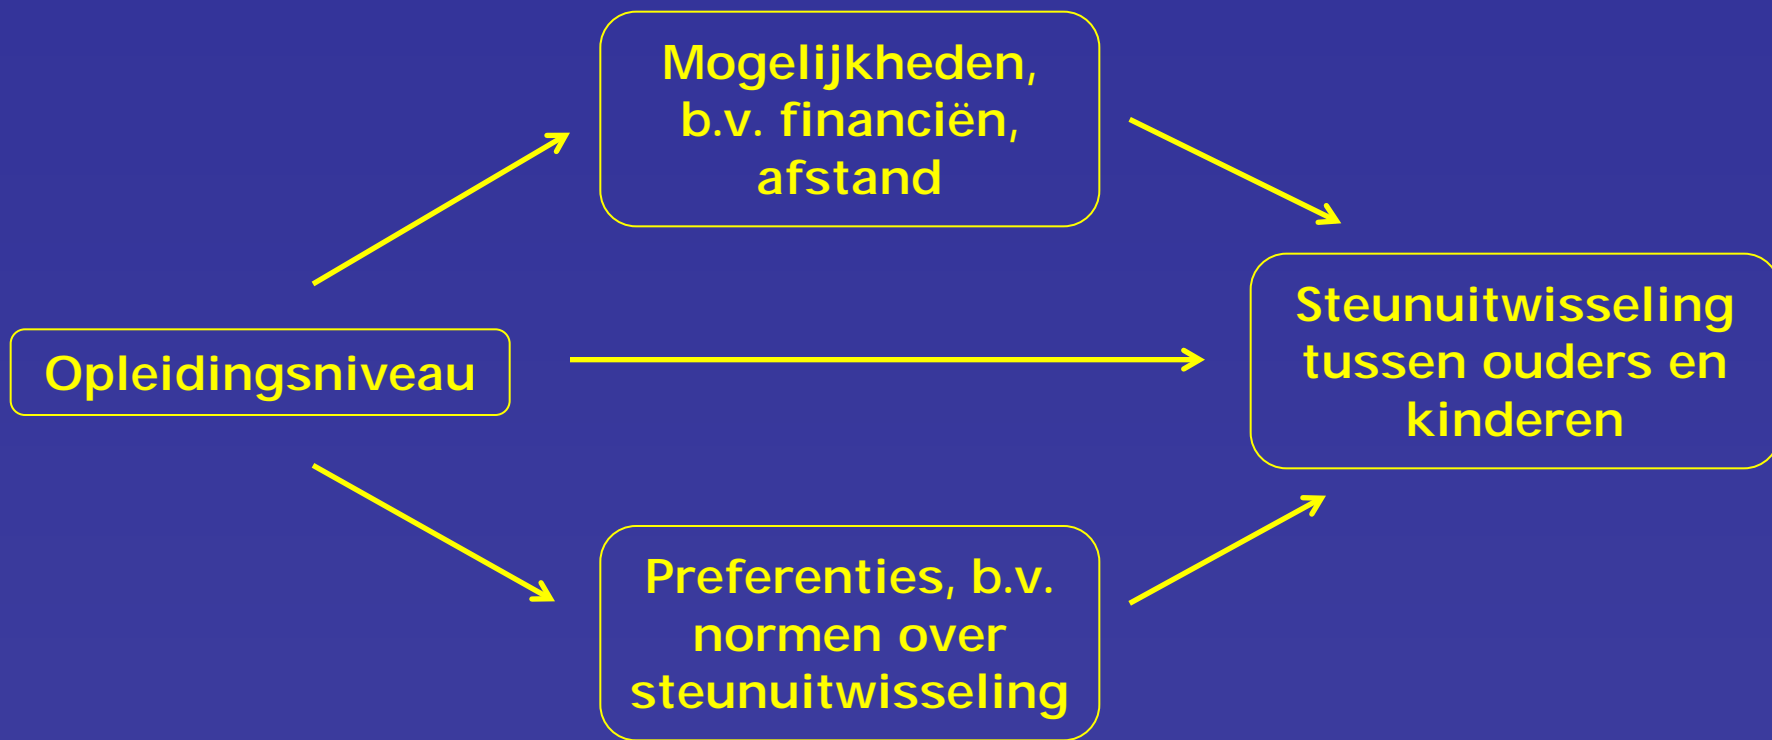 Mogelijkheden,
b.v. financiën,
afstand
Opleidingsniveau
Steunuitwisseling
tussen ouders en
kinderen
Preferenties, b.v.
normen over
steunuitwisseling